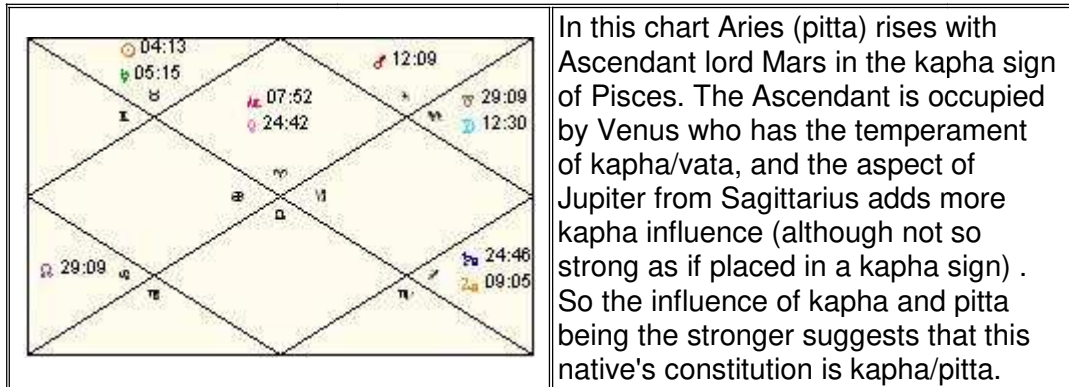 ☉ 04:13
☿ 05:15
♉
♊
As 07:52
♀ 24:42
♂ 12:09
♓
♒
☋ 29:09
☽ 12:30
♈
♋
♑
♎
☊ 29:09
♌
♍
♄ 24:46
♃ 09:05
♐
♏
In this chart Aries (pitta) rises with
Ascendant lord Mars in the kapha sign
of Pisces. The Ascendant is occupied
by Venus who has the temperament
of kapha/vata, and the aspect of
Jupiter from Sagittarius adds more
kapha influence (although not so
strong as if placed in a kapha sign) .
So the influence of kapha and pitta
being the stronger suggests that this
native's constitution is kapha/pitta.